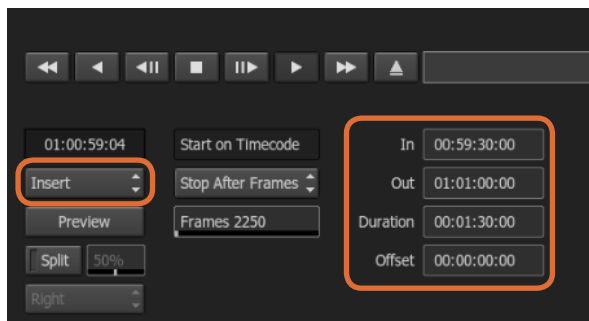 01:00:59:04 Start on Timecode In 00:59:30:00
Insert Stop After Frames Out 01:01:00:00
Preview Frames 2250 Duration 00:01:30:00
Split 50% Offset 00:00:00:00
Right